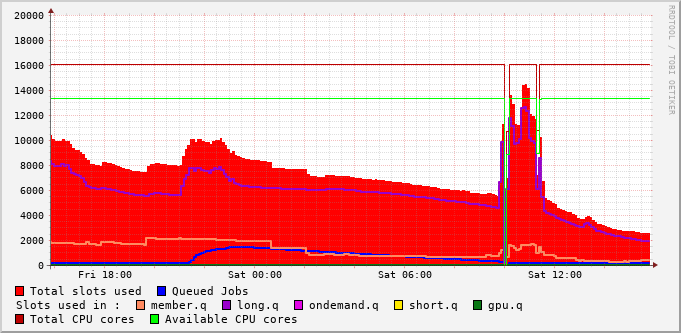 20000
18000
16000
14000
12000
10000
8000
6000
4000
2000
0
Fri 18:00 Sat 00:00 Sat 06:00 Sat 12:00
Total slots used Queued Jobs
Slots used in : member.q long.q ondemand.q short.q gpu.q
Total CPU cores Available CPU cores
RRDTOOL / TOBI OETIKER